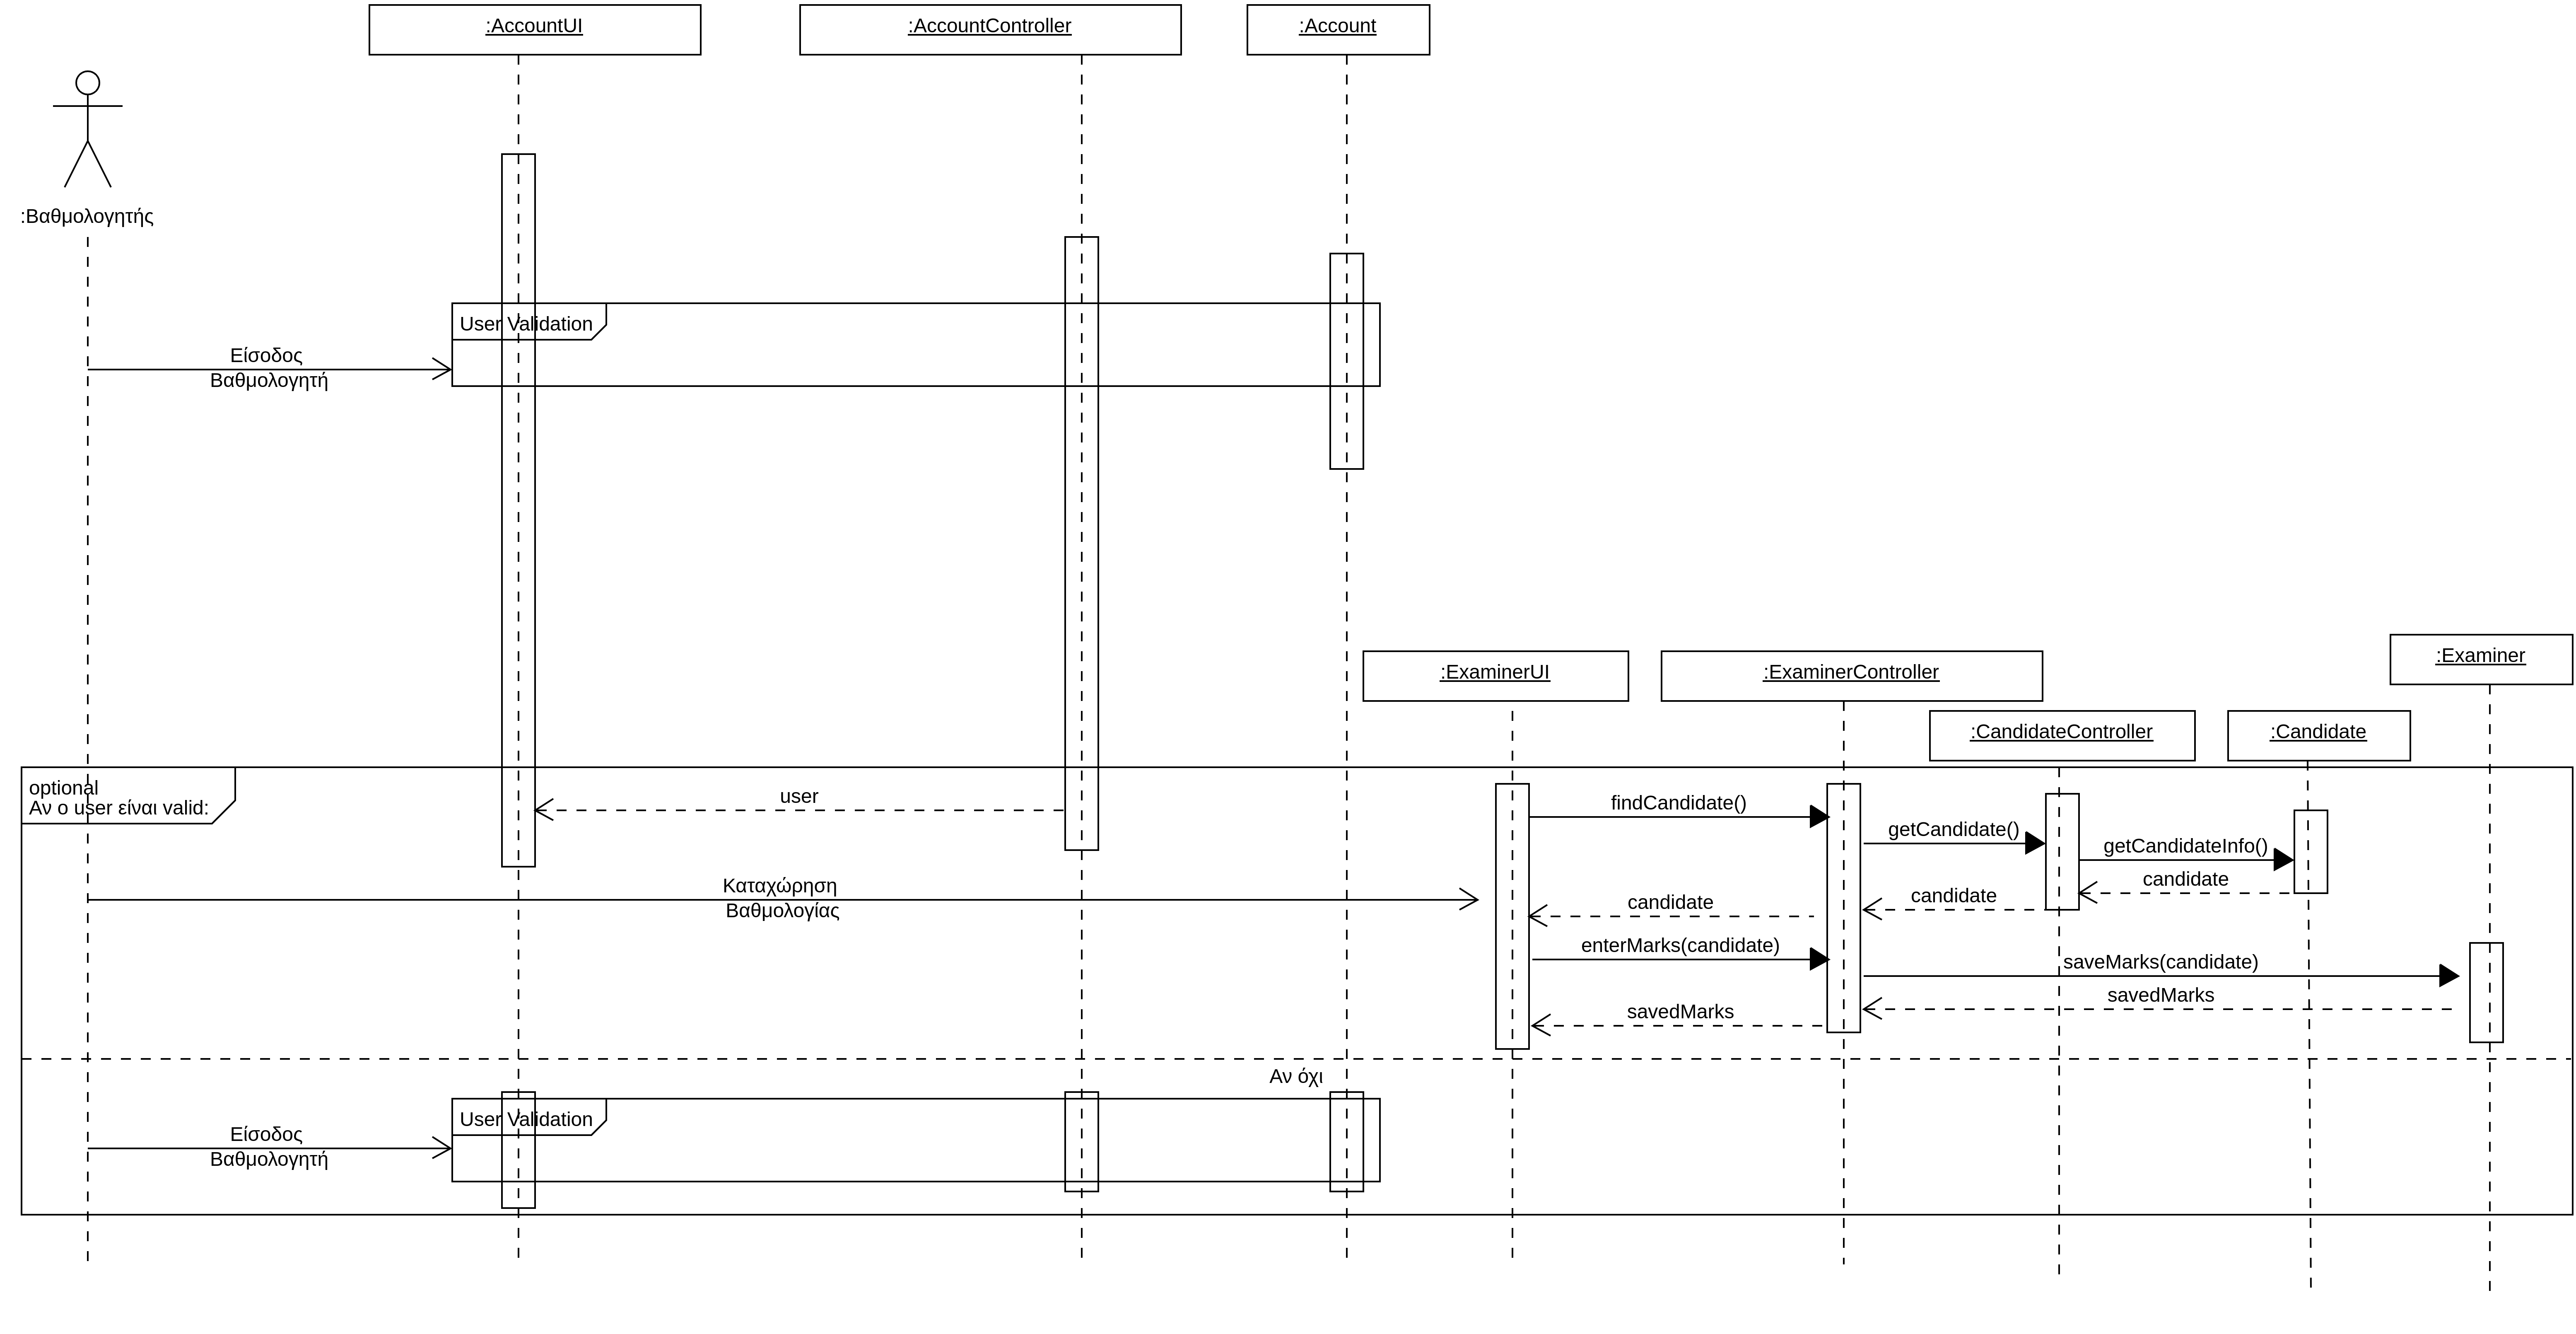 :AccountUI
:AccountController
:Account
:Βαθμολογητής
User Validation
Είσοδος
Βαθμολογητή
:Examiner
:ExaminerUI
:ExaminerController
:CandidateController
:Candidate
optional
Αν ο user είναι valid:
user
findCandidate()
getCandidate()
getCandidateInfo()
candidate
Καταχώρηση
Βαθμολογίας
candidate
candidate
enterMarks(candidate)
saveMarks(candidate)
savedMarks
savedMarks
Αν όχι
User Validation
Είσοδος
Βαθμολογητή